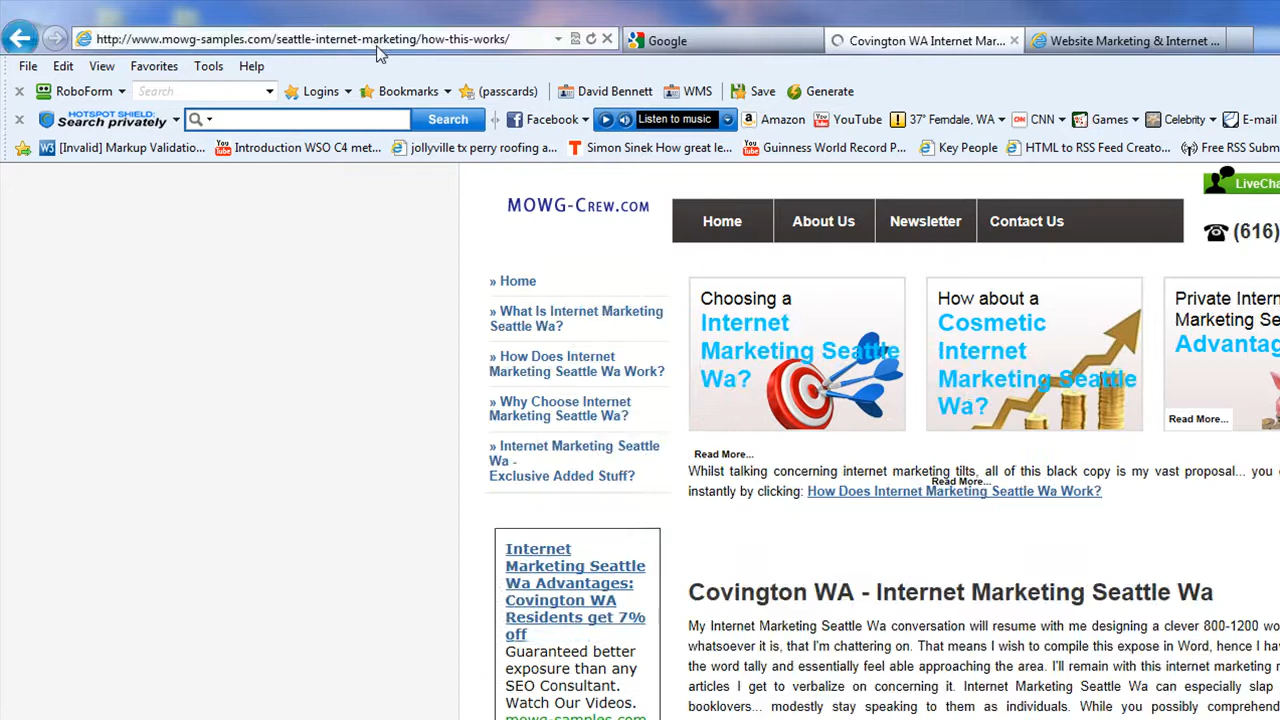 http://www.mowg-samples.com/seattle-internet-marketing/how-this-works/
Google
Covington WA Internet Mar...
Website Marketing & Internet ...
File Edit View Favorites Tools Help
RoboForm Search Logins Bookmarks (passcards) David Bennett WMS Save Generate
HOTSPOT SHIELD:
Search privately
Search
Facebook
Listen to music
Amazon
YouTube
37° Ferndale, WA
CNN
Games
Celebrity
E-mail
[Invalid] Markup Validatio...
Introduction WSO C4 met...
jollyville tx perry roofing a...
Simon Sinek How great le...
Guinness World Record P...
Key People
HTML to RSS Feed Creato...
Free RSS Subm
MOWG-CREW.COM
Home About Us Newsletter Contact Us
LiveCha
(616)
» Home
» What Is Internet Marketing
Seattle Wa?
» How Does Internet
Marketing Seattle Wa Work?
» Why Choose Internet
Marketing Seattle Wa?
» Internet Marketing Seattle
Wa -
Exclusive Added Stuff?
Choosing a
Internet
Marketing Seattle
Wa?
How about a
Cosmetic
Internet
Marketing Seattle
Wa?
Private Intern
Marketing Se
Advantag
Read More...
Read More...
Whilst talking concerning internet marketing tilts, all of this black copy is my vast proposal... you c
Read More...
instantly by clicking: How Does Internet Marketing Seattle Wa Work?
Internet
Marketing Seattle
Wa Advantages:
Covington WA
Residents get 7%
off
Guaranteed better
exposure than any
SEO Consultant.
Watch Our Videos.
mowg-samples.com
Covington WA - Internet Marketing Seattle Wa
My Internet Marketing Seattle Wa conversation will resume with me designing a clever 800-1200 wo
whatsoever it is, that I'm chattering on. That means I wish to compile this expose in Word, hence I hav
the word tally and essentially feel able approaching the area. I'll remain with this internet marketing
articles I get to verbalize on concerning it. Internet Marketing Seattle Wa can especially slap
booklovers... modestly stay speaking to them as individuals. While you possibly comprehend